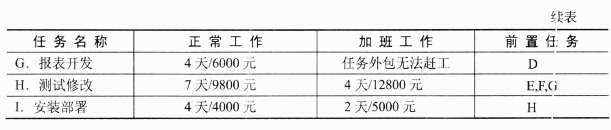 续表
任务名称 正常工作 加班工作 前置任务
G. 报表开发 4天/6000元 任务外包无法赶工 D
H. 测试修改 7天/9800元 4天/12800元 E,F,G
I. 安装部署 4天/4000元 2天/5000元 H